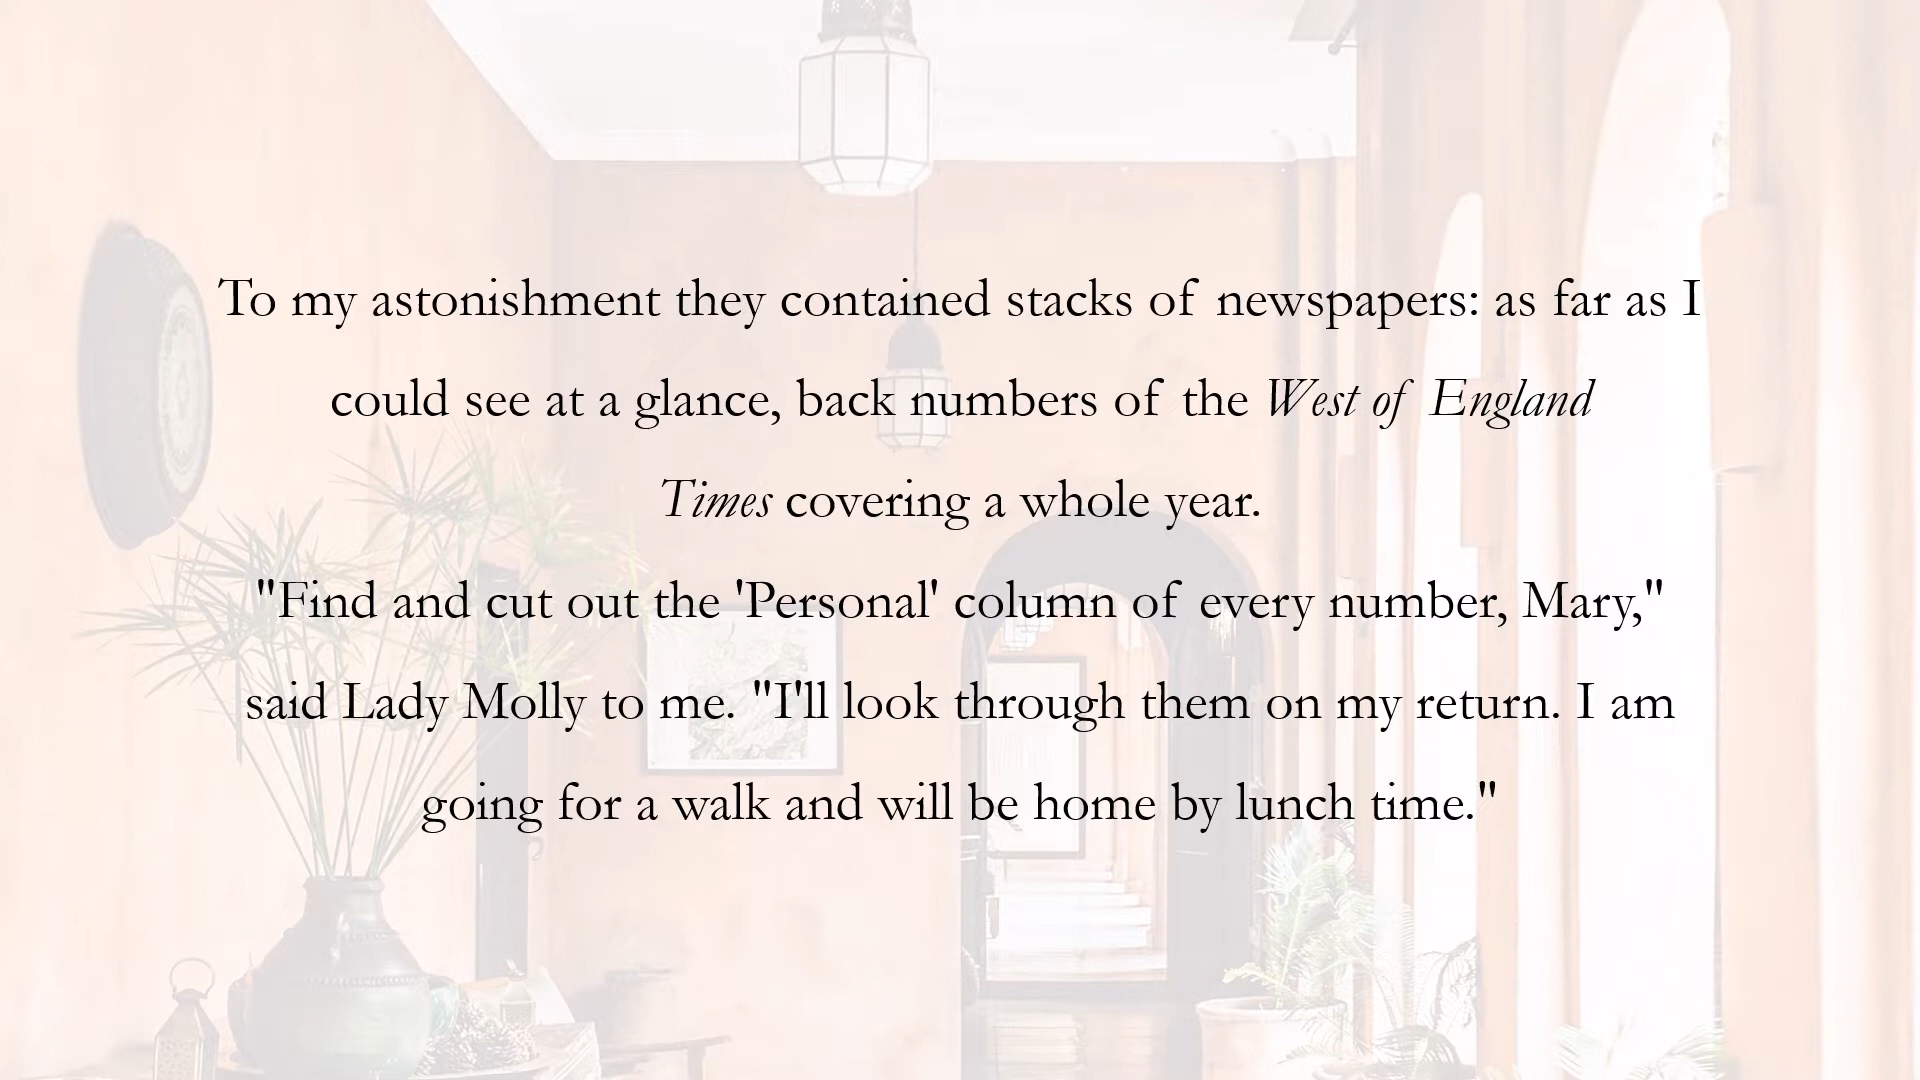 To my astonishment they contained stacks of newspapers: as far as I
could see at a glance, back numbers of the West of England
Times covering a whole year.
"Find and cut out the 'Personal' column of every number, Mary,"
said Lady Molly to me. "I'll look through them on my return. I am
going for a walk and will be home by lunch time."